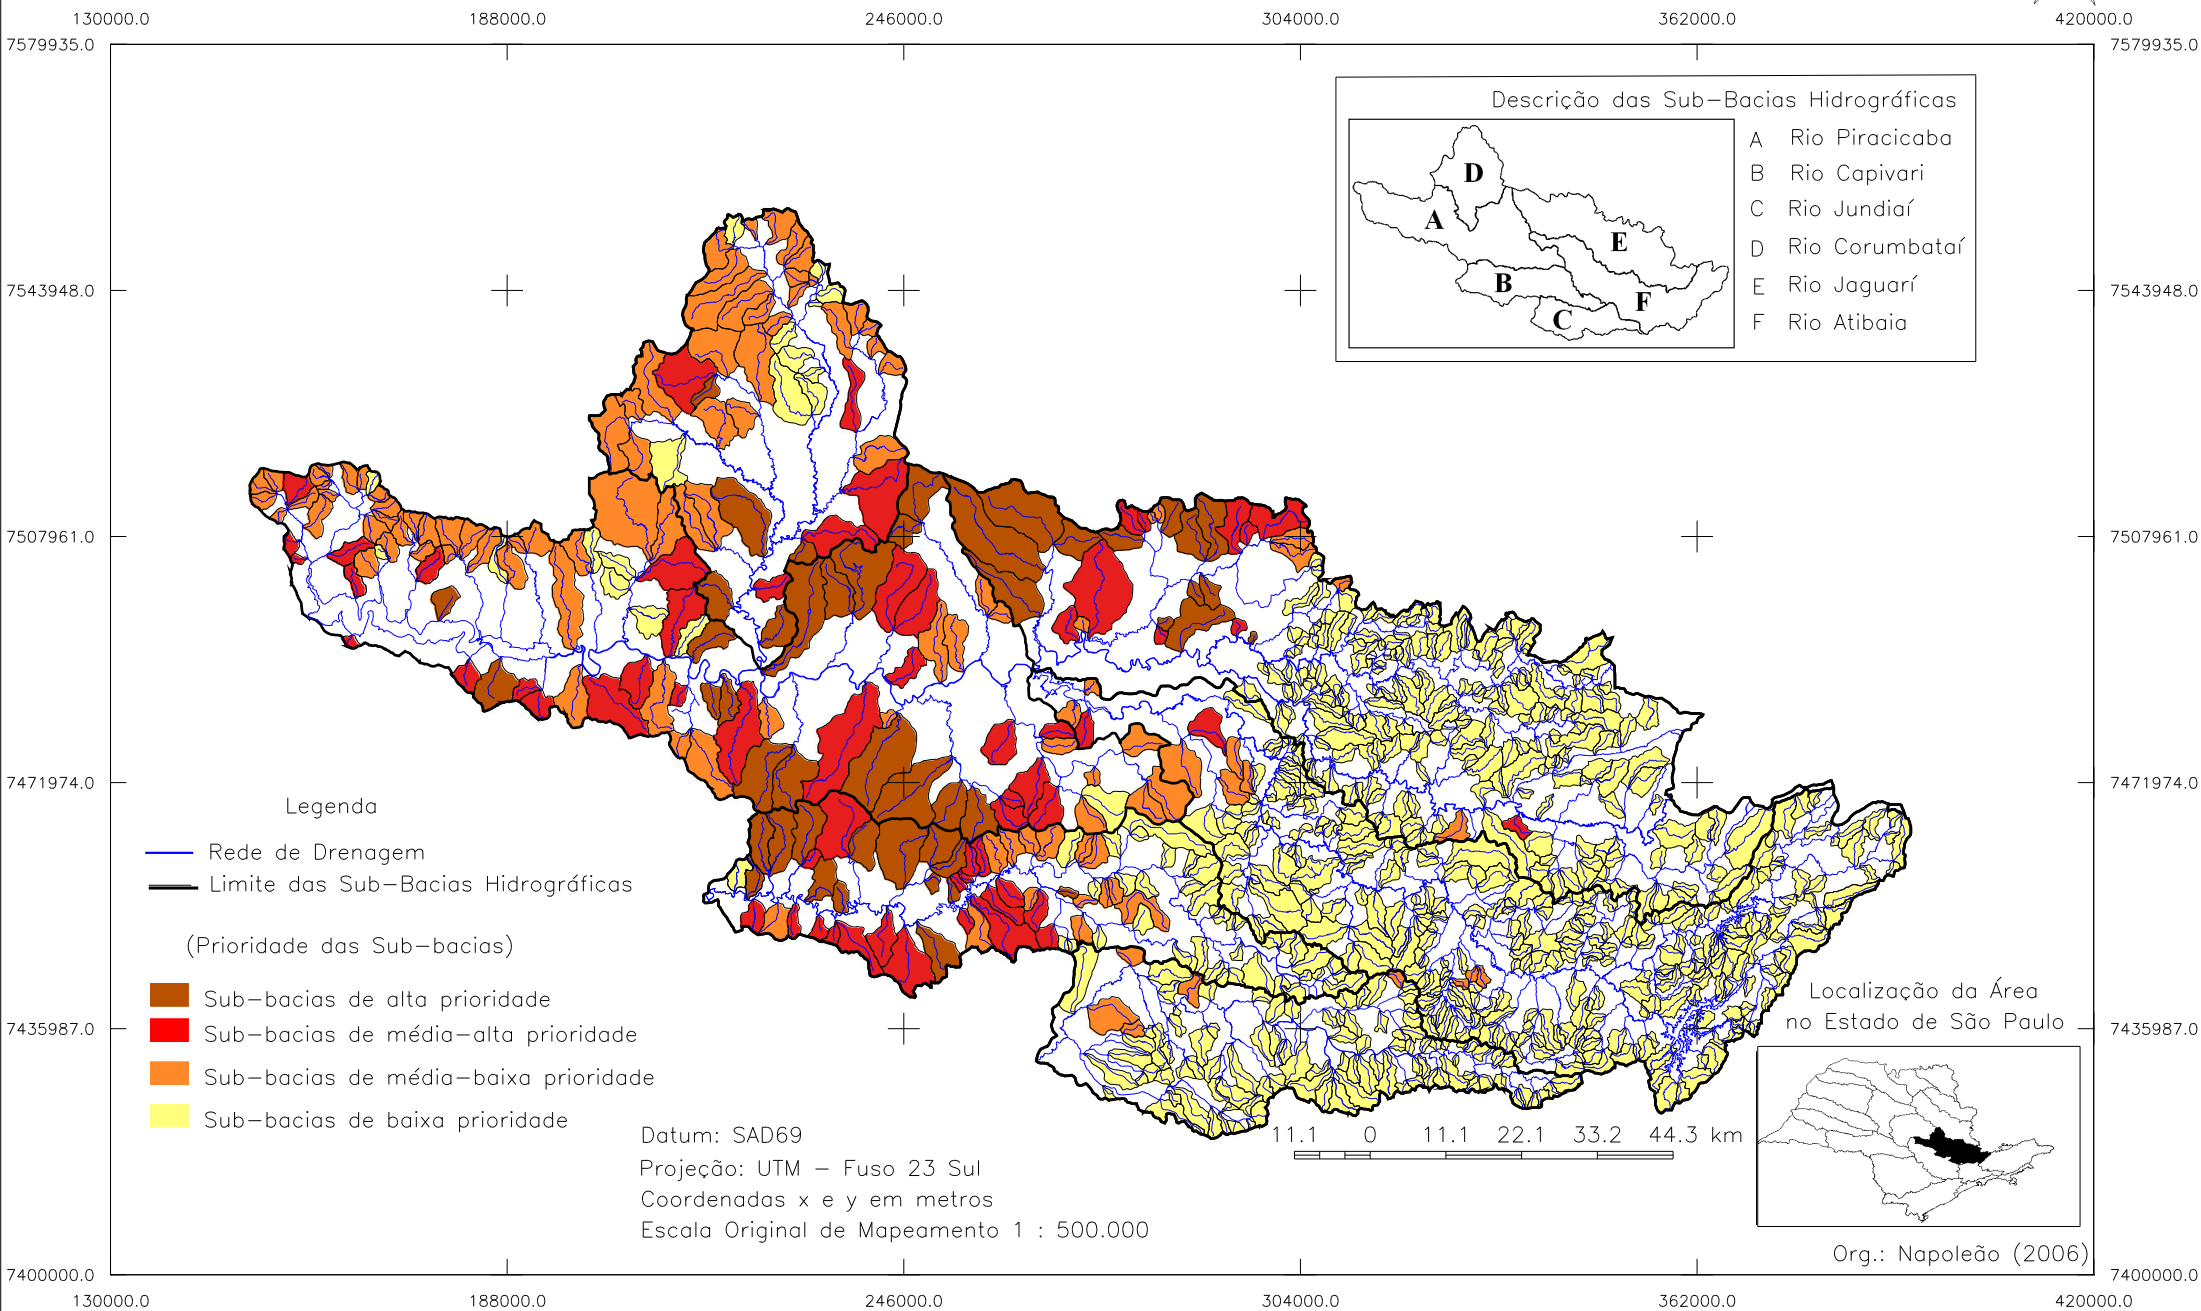 130000.0 188000.0 246000.0 304000.0 362000.0 420000.0
7579935.0 7579935.0
Descrição das Sub-Bacias Hidrográficas
A Rio Piracicaba
B Rio Capivari
C Rio Jundiaí
D Rio Corumbataí
E Rio Jaguarí
F Rio Atibaia
D
A
E
B
F
C
7543948.0 7543948.0
7507961.0 7507961.0
7471974.0 7471974.0
Legenda
Rede de Drenagem
Limite das Sub-Bacias Hidrográficas
(Prioridade das Sub-bacias)
Sub-bacias de alta prioridade
Sub-bacias de média-alta prioridade
Sub-bacias de média-baixa prioridade
Sub-bacias de baixa prioridade
7435987.0 7435987.0
Localização da Área
no Estado de São Paulo
Datum: SAD69
Projeção: UTM - Fuso 23 Sul
Coordenadas x e y em metros
Escala Original de Mapeamento 1 : 500.000
11.1 0 11.1 22.1 33.2 44.3 km
Org.: Napoleão (2006)
7400000.0 7400000.0
130000.0 188000.0 246000.0 304000.0 362000.0 420000.0